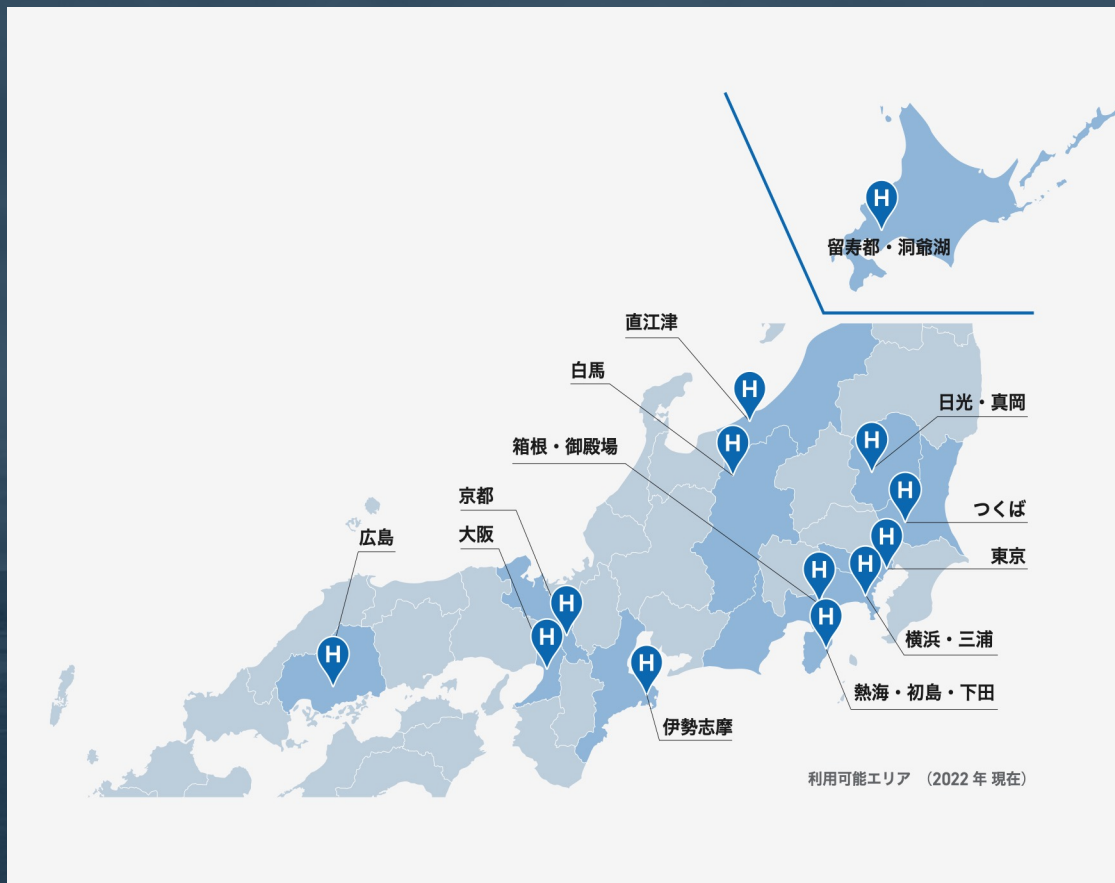 H
留寿都・洞爺湖
直江津
H
白馬
H
日光・真岡
H
箱根・御殿場
H
京都
H
つくば
H
大阪
H
広島
H
東京
H
横浜・三浦
H
熱海・初島・下田
H
伊勢志摩
H
利用可能エリア （2022 年 現在）